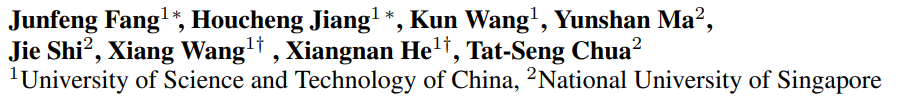 Junfeng Fang¹*, Houcheng Jiang¹*, Kun Wang¹, Yunshan Ma²,
Jie Shi², Xiang Wang¹†, Xiangnan He¹†, Tat-Seng Chua²
¹University of Science and Technology of China, ²National University of Singapore